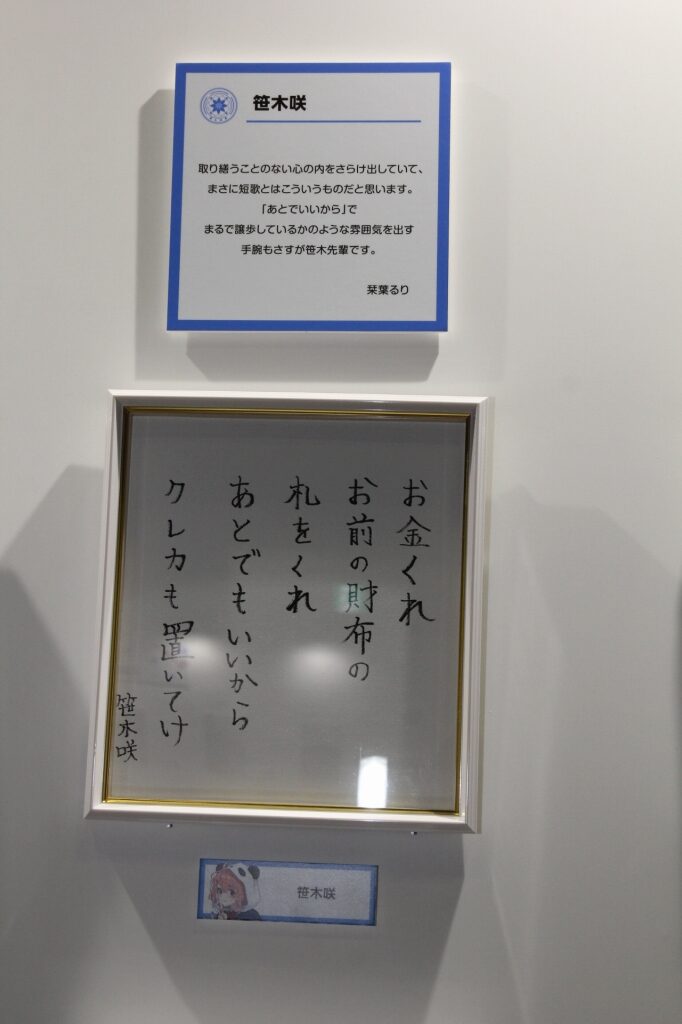 笹木咲
取り繕うことのない心の内をさらけ出していて、
まさに短歌とはこういうものだと思います。
「あとでいいから」で
まるで譲歩しているかのような雰囲気を出す
手腕もさすが笹木先輩です。
栞葉るり
お金くれ
お前の財布の
札をくれ
あとでもいいから
クレカも置いてけ
笹木咲
笹木咲